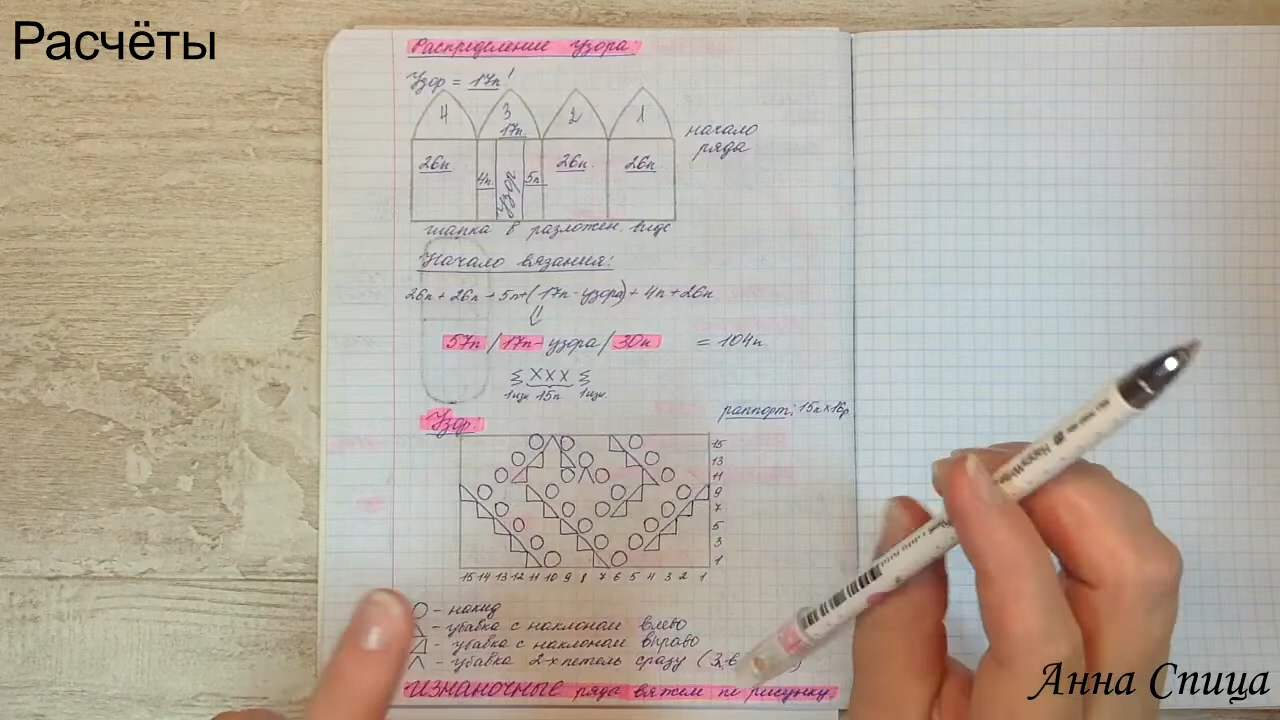 Расчёты
Распределение узора:
Узор = 17п!
4 3 2 1
17п.
начало
ряда
26п 4п. Узор 5п. 26п. 26п
шапка в разложен. виде
Начало вязания:
26п + 26п + 5п + (17п - узора) + 4п + 26п
57п / 17п - узора / 30п = 104п
XXX
1изн. 15п 1изн.
раппорт: 15п x 16р
Узор:
15
13
11
9
7
5
3
1
15 14 13 12 11 10 9 8 7 6 5 4 3 2 1
- накид
- убавка с наклоном влево
- убавка с наклоном вправо
- убавка 2-х петель сразу (3
ИЗНАНОЧНЫЕ ряда вяжем по рисунку.
Анна Спица